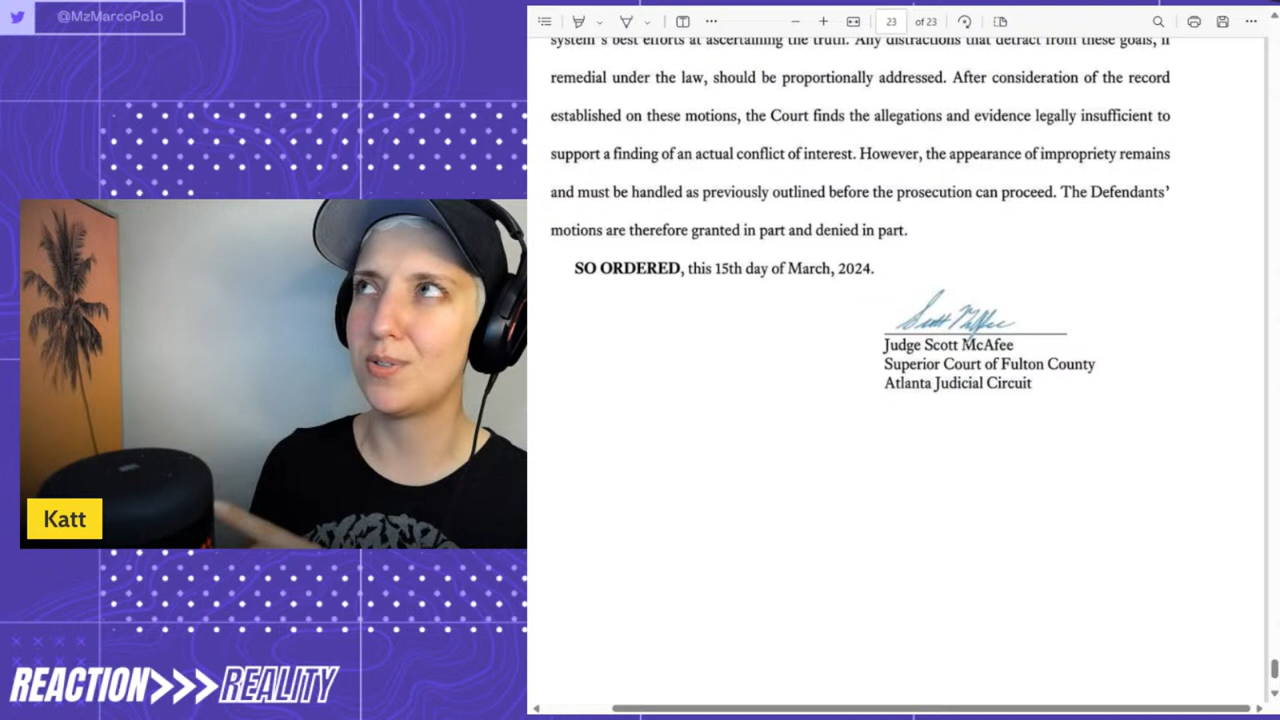 @MzMarcoPolo
23
of 23
system's best efforts at ascertaining the truth. Any distractions that detract from these goals, if
remedial under the law, should be proportionally addressed. After consideration of the record
established on these motions, the Court finds the allegations and evidence legally insufficient to
support a finding of an actual conflict of interest. However, the appearance of impropriety remains
and must be handled as previously outlined before the prosecution can proceed. The Defendants'
motions are therefore granted in part and denied in part.
SO ORDERED, this 15th day of March, 2024.
Scott McAfee
Judge Scott McAfee
Superior Court of Fulton County
Atlanta Judicial Circuit
Katt
REACTION>>>REALITY